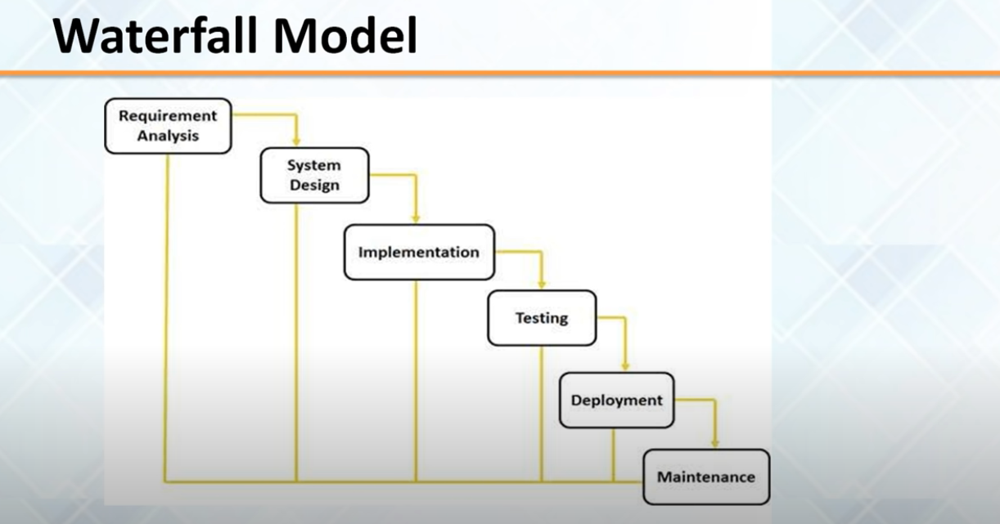 Waterfall Model
Requirement
Analysis
System
Design
Implementation
Testing
Deployment
Maintenance